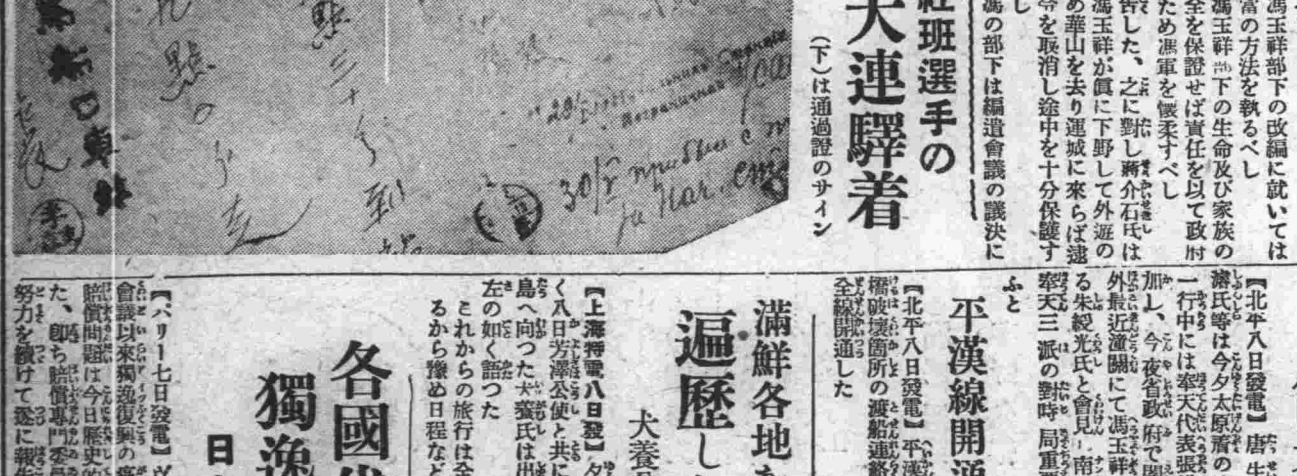 馮玉祥部下の改編に就いては
當の方法を執るべし
馮玉祥部下の生命及び家族の
全を保證せば責任を以て政府
ため馮軍を懷柔すべし
告した、之に對し蔣介石氏は
馮玉祥が眞に下野して外遊の
め華山を去り運城に來らば逮
令を取消し途中を十分保護す
し
馮の部下は編遣會議の議決に
紅班選手の
大連驛着
(下)は通過證のサイン
30/V прибыл с
【北平八日發電】唐生
濬氏等は今夕太原着の
一行中には奉天代表張
加し、今夜省政府で
外最近潼關にて馮玉祥
る朱綬光氏と會見し南
奉天三派の對時局重
ふと
平漢線開通
【北平八日發電】平漢
橋破壞箇所の渡船連絡
全線開通した
滿鮮各地を
遍歷し
犬養
【上海特電八日發】夕
く八日芳澤公使と共に
島へ向つた犬養氏は出
左の如く語つた
これからの旅行は全
るから豫め日程など
各國
獨逸
日
【パリー七日發電】
會議以來獨逸復興の
賠償問題は今日歷史的
た、卽ち賠償專門委員
努力を續けて遂に報告